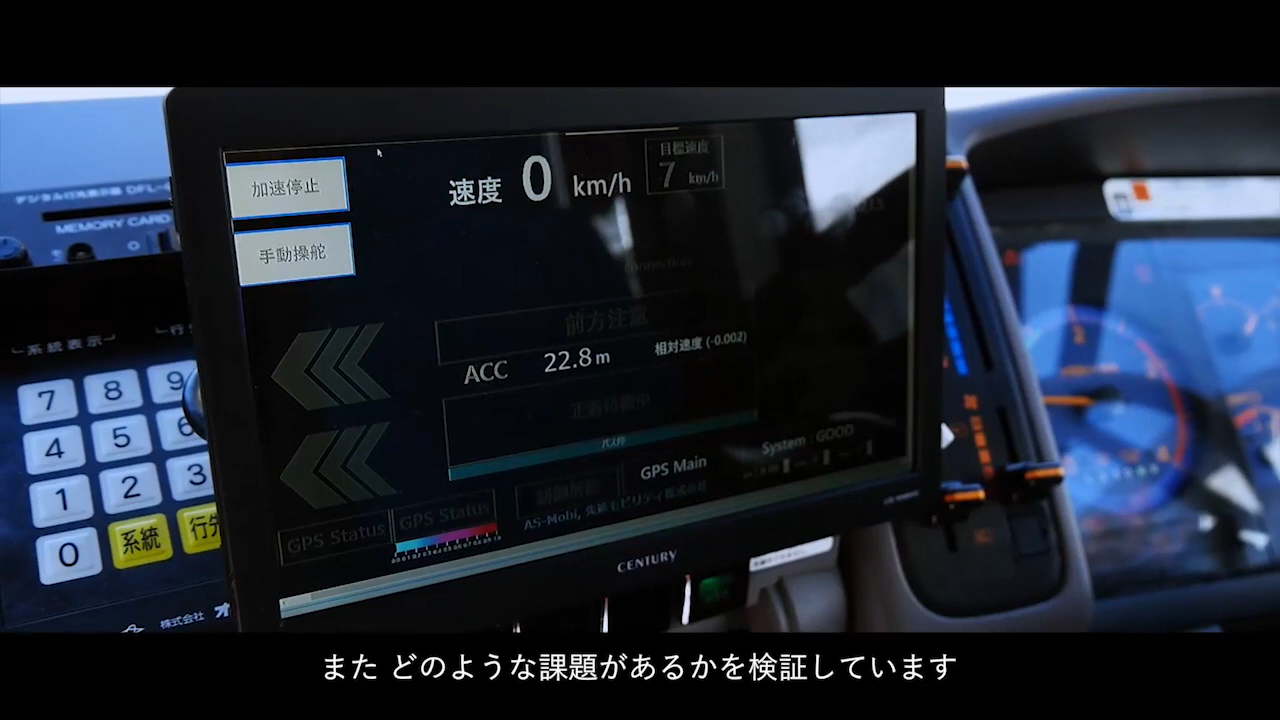 加速停止
手動操舵
速度 0 km/h
目標速度
7 km/h
前方注意
ACC 22.8 m 相対速度 (-0.002)
バス停
System GOOD
GPS Main
GPS Status
GPS Status
AS-Mobi, 先進モビリティ株式会社
CENTURY
MEMORY CARD
系統表示
7 8 9
4 5 6
1 2 3
0 系統 行先
株式会社
また どのような課題があるかを検証しています